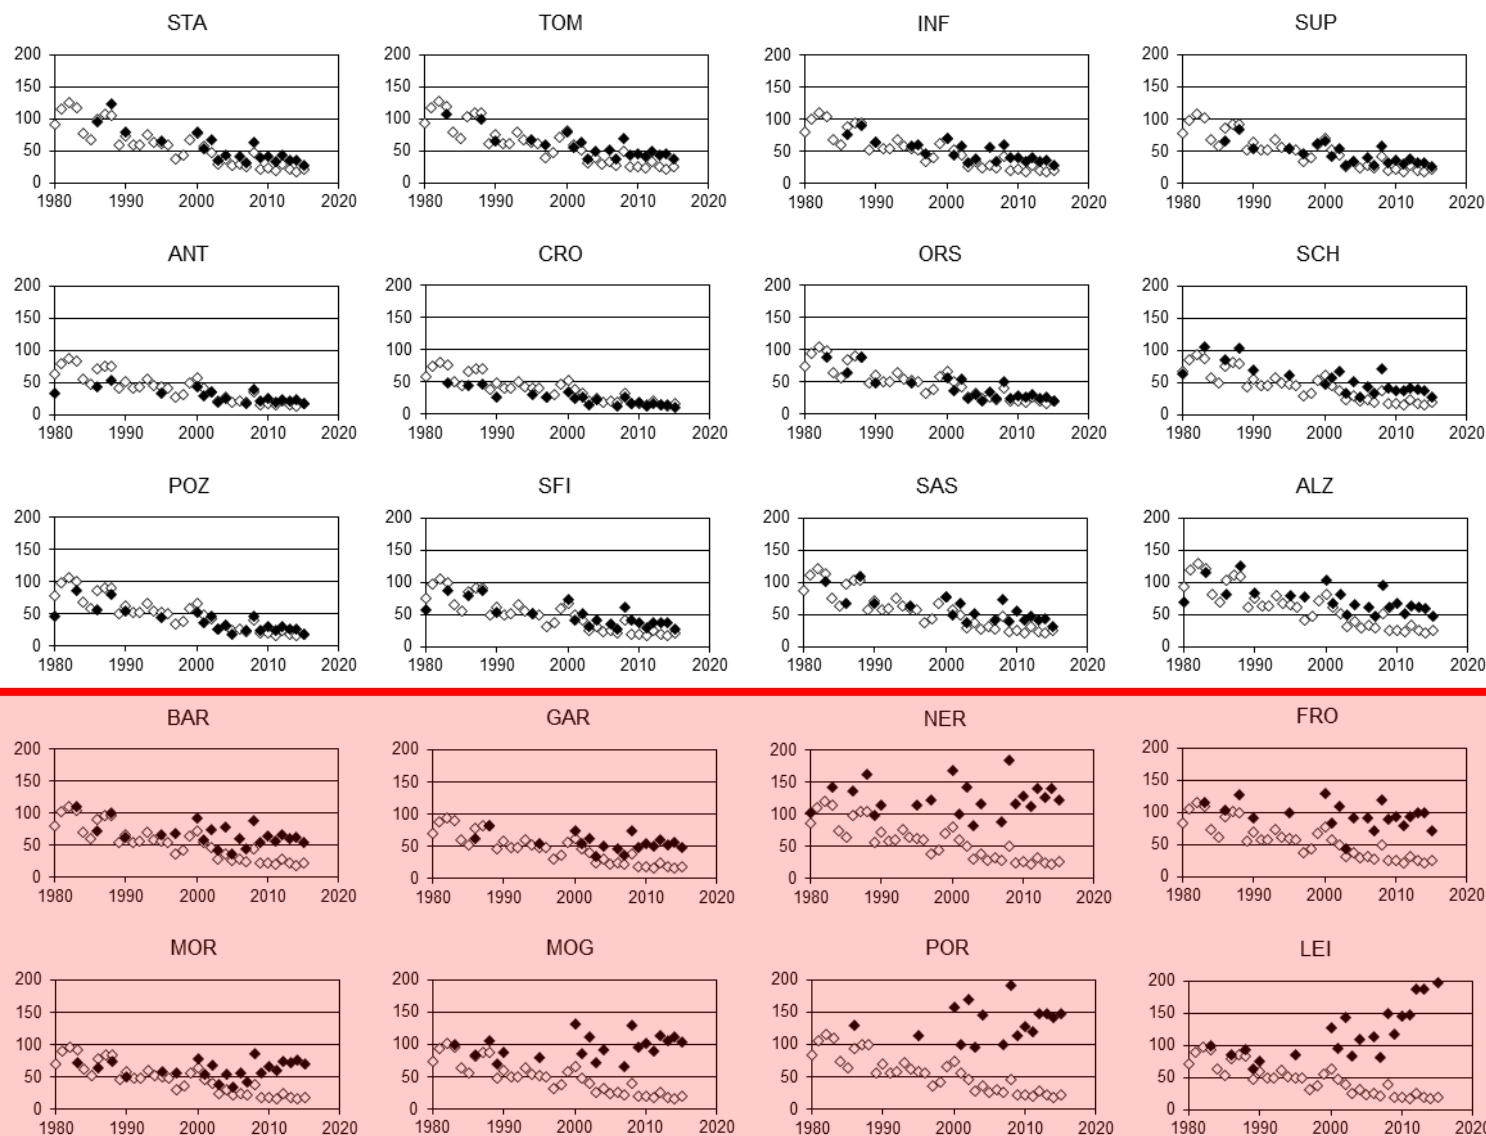 STA TOM INF SUP
200 200 200 200
150 150 150 150
100 100 100 100
50 50 50 50
0 0 0 0
1980 1990 2000 2010 2020 1980 1990 2000 2010 2020 1980 1990 2000 2010 2020 1980 1990 2000 2010 2020
ANT CRO ORS SCH
200 200 200 200
150 150 150 150
100 100 100 100
50 50 50 50
0 0 0 0
1980 1990 2000 2010 2020 1980 1990 2000 2010 2020 1980 1990 2000 2010 2020 1980 1990 2000 2010 2020
POZ SFI SAS ALZ
200 200 200 200
150 150 150 150
100 100 100 100
50 50 50 50
0 0 0 0
1980 1990 2000 2010 2020 1980 1990 2000 2010 2020 1980 1990 2000 2010 2020 1980 1990 2000 2010 2020
BAR GAR NER FRO
200 200 200 200
150 150 150 150
100 100 100 100
50 50 50 50
0 0 0 0
1980 1990 2000 2010 2020 1980 1990 2000 2010 2020 1980 1990 2000 2010 2020 1980 1990 2000 2010 2020
MOR MOG POR LEI
200 200 200 200
150 150 150 150
100 100 100 100
50 50 50 50
0 0 0 0
1980 1990 2000 2010 2020 1980 1990 2000 2010 2020 1980 1990 2000 2010 2020 1980 1990 2000 2010 2020